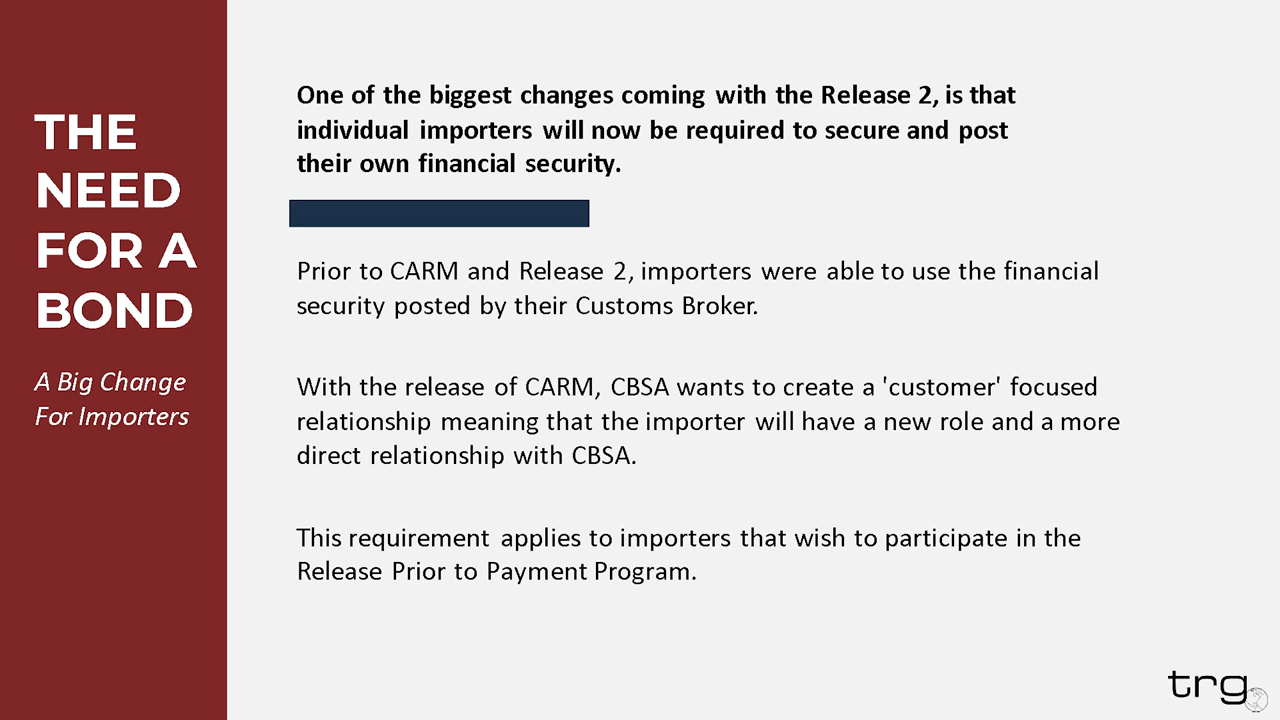 THE
NEED
FOR A
BOND
A Big Change
For Importers
One of the biggest changes coming with the Release 2, is that
individual importers will now be required to secure and post
their own financial security.
Prior to CARM and Release 2, importers were able to use the financial
security posted by their Customs Broker.
With the release of CARM, CBSA wants to create a 'customer' focused
relationship meaning that the importer will have a new role and a more
direct relationship with CBSA.
This requirement applies to importers that wish to participate in the
Release Prior to Payment Program.
trg